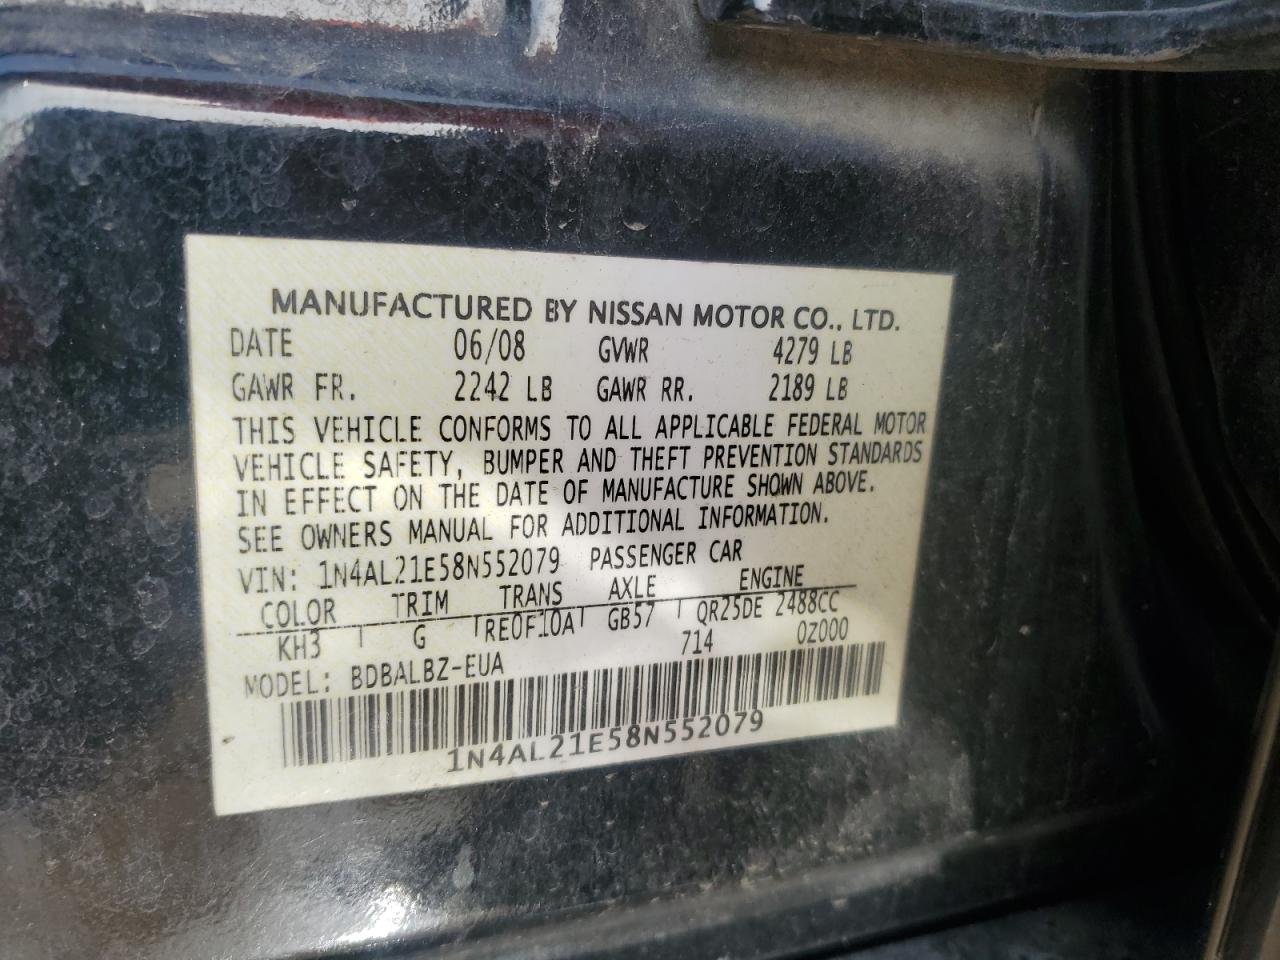 MANUFACTURED BY NISSAN MOTOR CO., LTD.
DATE 06/08 GVWR 4279 LB
GAWR FR. 2242 LB GAWR RR. 2189 LB
THIS VEHICLE CONFORMS TO ALL APPLICABLE FEDERAL MOTOR
VEHICLE SAFETY, BUMPER AND THEFT PREVENTION STANDARDS
IN EFFECT ON THE DATE OF MANUFACTURE SHOWN ABOVE.
SEE OWNERS MANUAL FOR ADDITIONAL INFORMATION.
VIN: 1N4AL21E58N552079 PASSENGER CAR
COLOR TRIM TRANS AXLE ENGINE
KH3 G RE0F10A GB57 QR25DE 2488CC
714 0Z000
MODEL: BDBALBZ-EUA
1N4AL21E58N552079